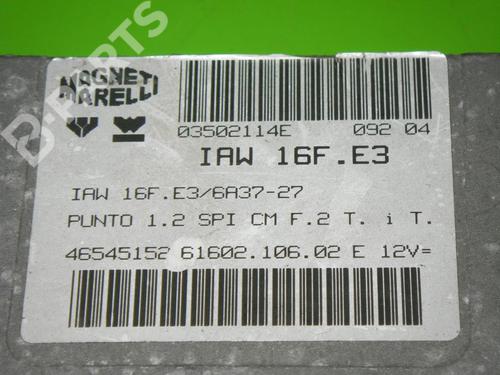 MAGNETI
MARELLI
03502114E 092 04
IAW 16F.E3
IAW 16F.E3/6A37-27
PUNTO 1.2 SPI CM F.2 T. i T.
46545152 61602.106.02 E 12V=
B-PARTS